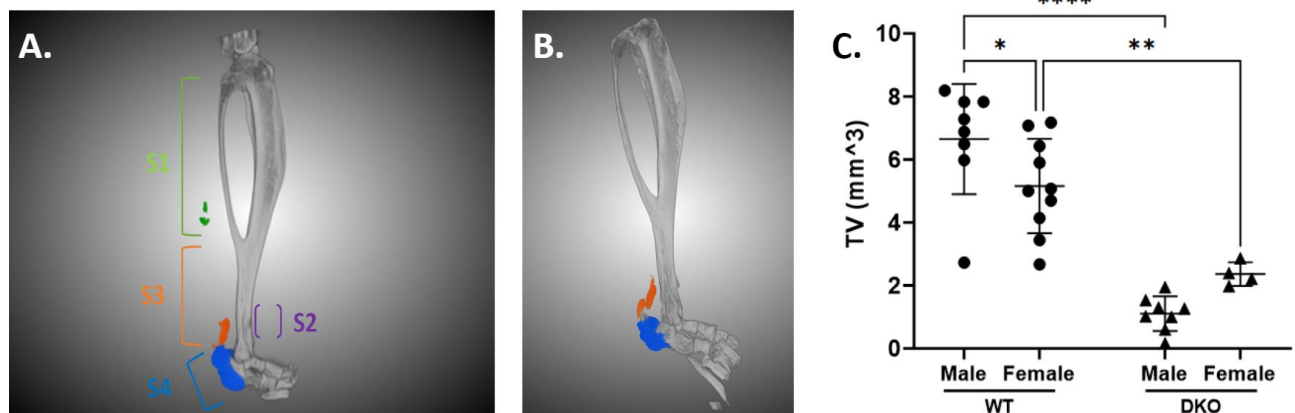 A.
S1
S3
S2
S4
B.
C.
****
*
**
TV (mm^3)
10
8
6
4
2
0
Male Female Male Female
WT DKO